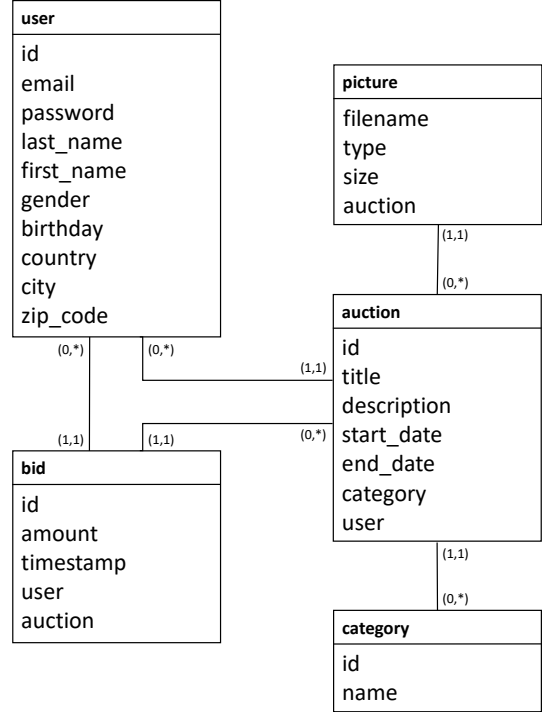 user
id
email
password
last_name
first_name
gender
birthday
country
city
zip_code
(0,*)
(0,*)
picture
filename
type
size
auction
(1,1)
(0,*)
auction
id
title
description
start_date
end_date
category
user
(1,1)
(0,*)
(1,1)
(1,1)
bid
id
amount
timestamp
user
auction
(1,1)
(0,*)
category
id
name